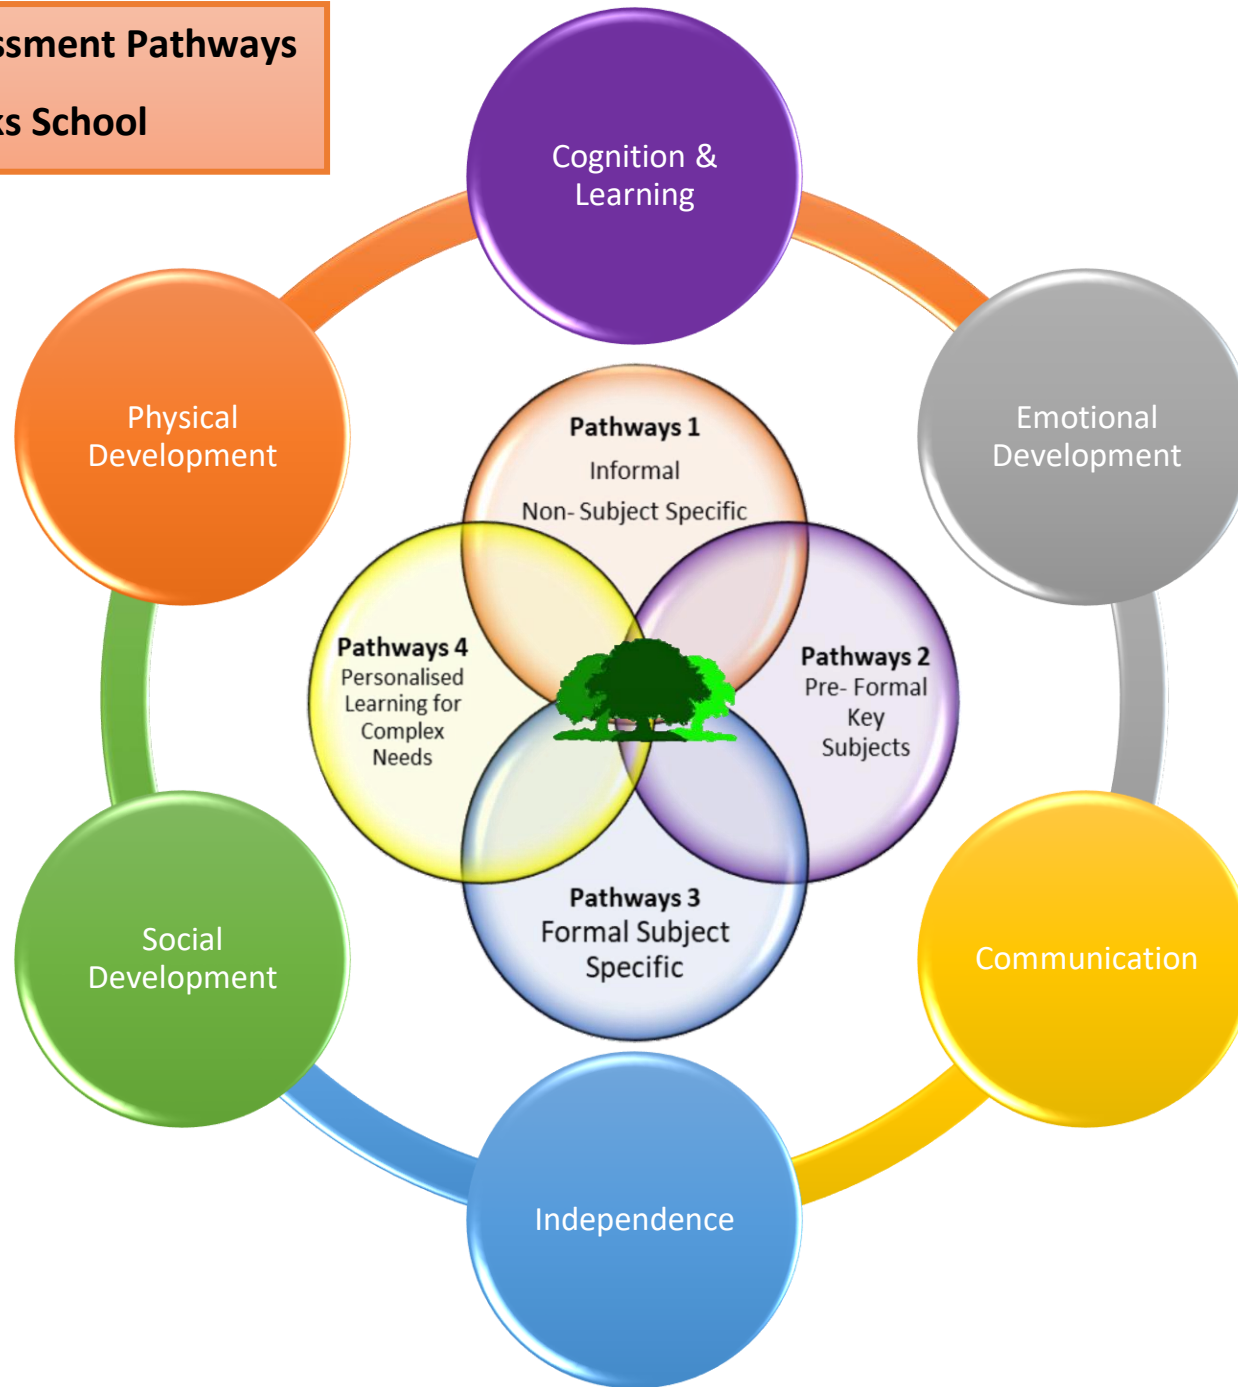 ssment Pathways
ks School
Cognition &
Learning
Physical
Development
Emotional
Development
Pathways 1
Informal
Non- Subject Specific
Pathways 4
Personalised
Learning for
Complex
Needs
Pathways 2
Pre- Formal
Key
Subjects
Pathways 3
Formal Subject
Specific
Social
Development
Communication
Independence